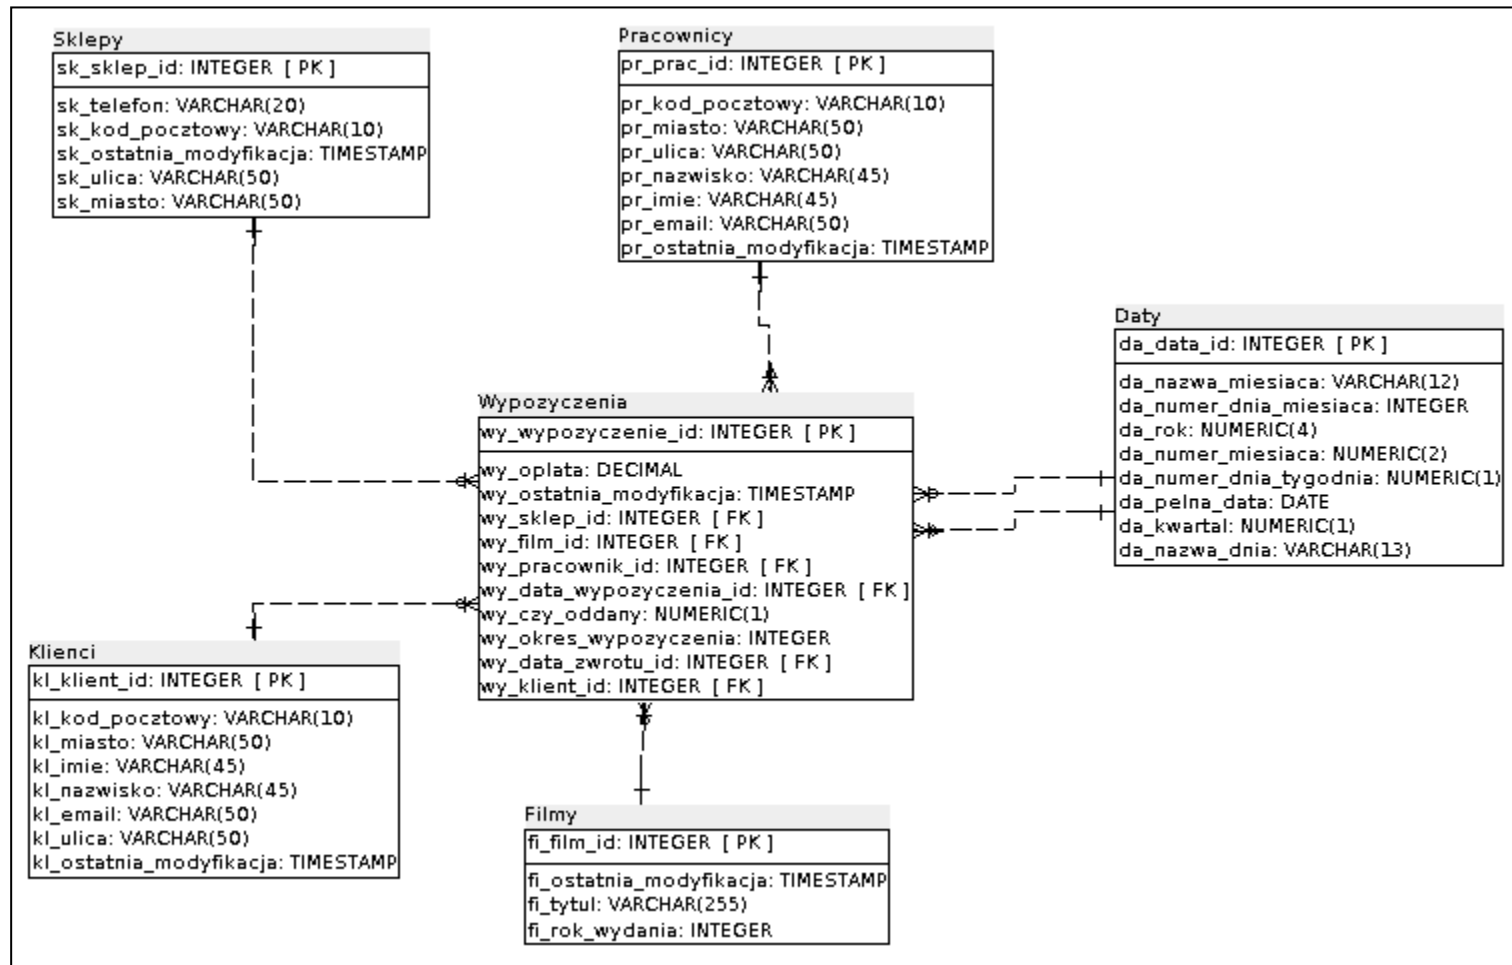 Sklepy
sk_sklep_id: INTEGER [ PK ]
sk_telefon: VARCHAR(20)
sk_kod_pocztowy: VARCHAR(10)
sk_ostatnia_modyfikacja: TIMESTAMP
sk_ulica: VARCHAR(50)
sk_miasto: VARCHAR(50)
Pracownicy
pr_prac_id: INTEGER [ PK ]
pr_kod_pocztowy: VARCHAR(10)
pr_miasto: VARCHAR(50)
pr_ulica: VARCHAR(50)
pr_nazwisko: VARCHAR(45)
pr_imie: VARCHAR(45)
pr_email: VARCHAR(50)
pr_ostatnia_modyfikacja: TIMESTAMP
Daty
da_data_id: INTEGER [ PK ]
da_nazwa_miesiaca: VARCHAR(12)
da_numer_dnia_miesiaca: INTEGER
da_rok: NUMERIC(4)
da_numer_miesiaca: NUMERIC(2)
da_numer_dnia_tygodnia: NUMERIC(1)
da_pelna_data: DATE
da_kwartal: NUMERIC(1)
da_nazwa_dnia: VARCHAR(13)
Wypozyczenia
wy_wypozyczenie_id: INTEGER [ PK ]
wy_oplata: DECIMAL
wy_ostatnia_modyfikacja: TIMESTAMP
wy_sklep_id: INTEGER [ FK ]
wy_film_id: INTEGER [ FK ]
wy_pracownik_id: INTEGER [ FK ]
wy_data_wypozyczenia_id: INTEGER [ FK ]
wy_czy_oddany: NUMERIC(1)
wy_okres_wypozyczenia: INTEGER
wy_data_zwrotu_id: INTEGER [ FK ]
wy_klient_id: INTEGER [ FK ]
Klienci
kl_klient_id: INTEGER [ PK ]
kl_kod_pocztowy: VARCHAR(10)
kl_miasto: VARCHAR(50)
kl_imie: VARCHAR(45)
kl_nazwisko: VARCHAR(45)
kl_email: VARCHAR(50)
kl_ulica: VARCHAR(50)
kl_ostatnia_modyfikacja: TIMESTAMP
Filmy
fi_film_id: INTEGER [ PK ]
fi_ostatnia_modyfikacja: TIMESTAMP
fi_tytul: VARCHAR(255)
fi_rok_wydania: INTEGER